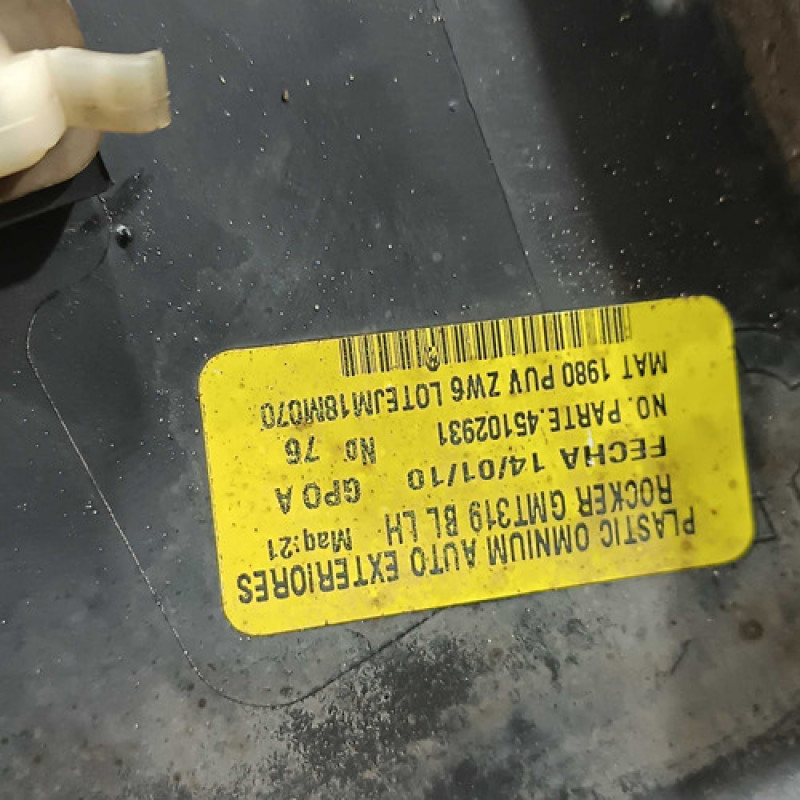 PLASTIC OMNIUM AUTO EXTERIORES
ROCKER GMT319 BL LH Maq:21
FECHA 14/01/10 GPO A
NO. PARTE.45102931 No 76
MAT 1980 PUV ZW6 LOTEJM18M070